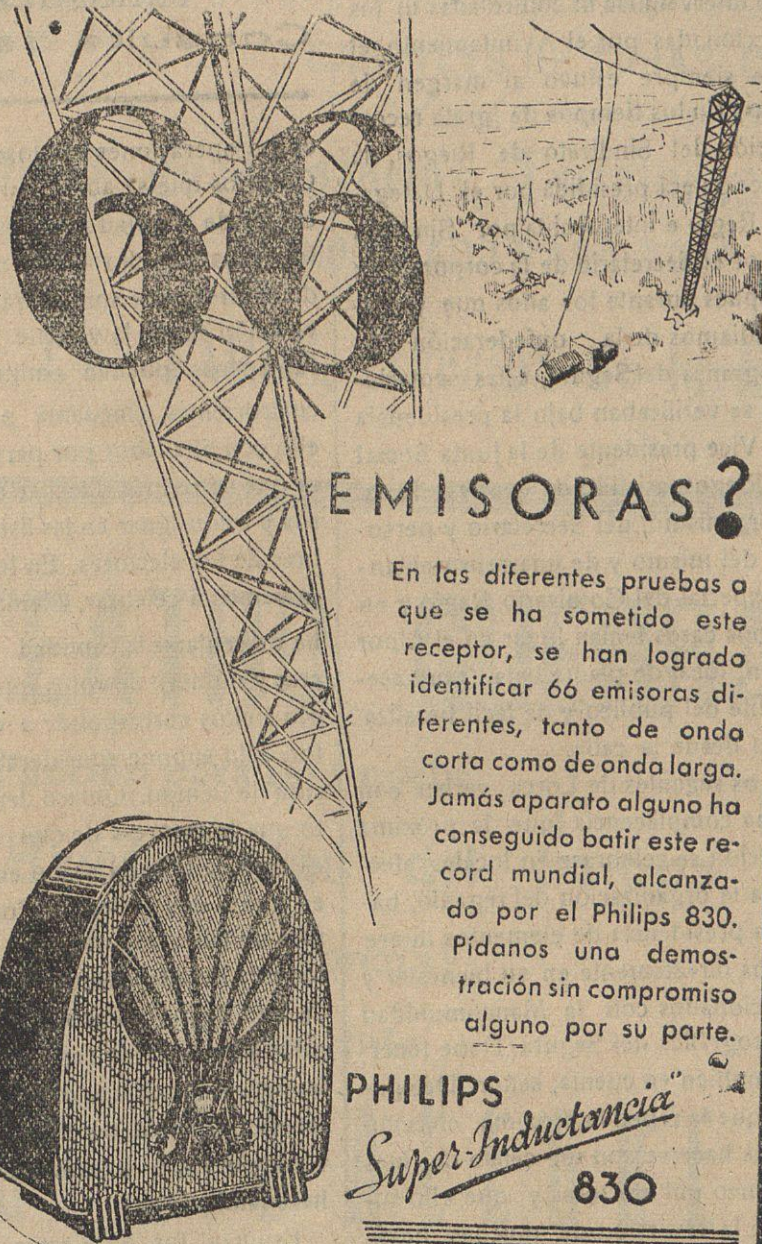 66
EMISORAS?
En las diferentes pruebas a
que se ha sometido este
receptor, se han logrado
identificar 66 emisoras di-
ferentes, tanto de onda
corta como de onda larga.
Jamás aparato alguno ha
conseguido batir este re-
cord mundial, alcanza-
do por el Philips 830.
Pídanos una demos-
tración sin compromiso
alguno por su parte.
PHILIPS
"Super-Inductancia"
830